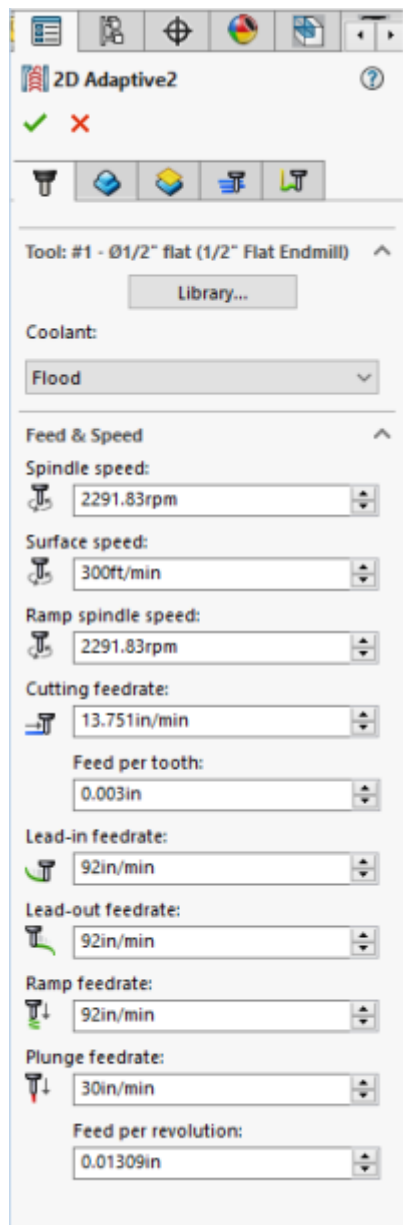 2D Adaptive2
Tool: #1 - Ø1/2" flat (1/2" Flat Endmill)
Library...
Coolant:
Flood
Feed & Speed
Spindle speed:
2291.83rpm
Surface speed:
300ft/min
Ramp spindle speed:
2291.83rpm
Cutting feedrate:
13.751in/min
Feed per tooth:
0.003in
Lead-in feedrate:
92in/min
Lead-out feedrate:
92in/min
Ramp feedrate:
92in/min
Plunge feedrate:
30in/min
Feed per revolution:
0.01309in